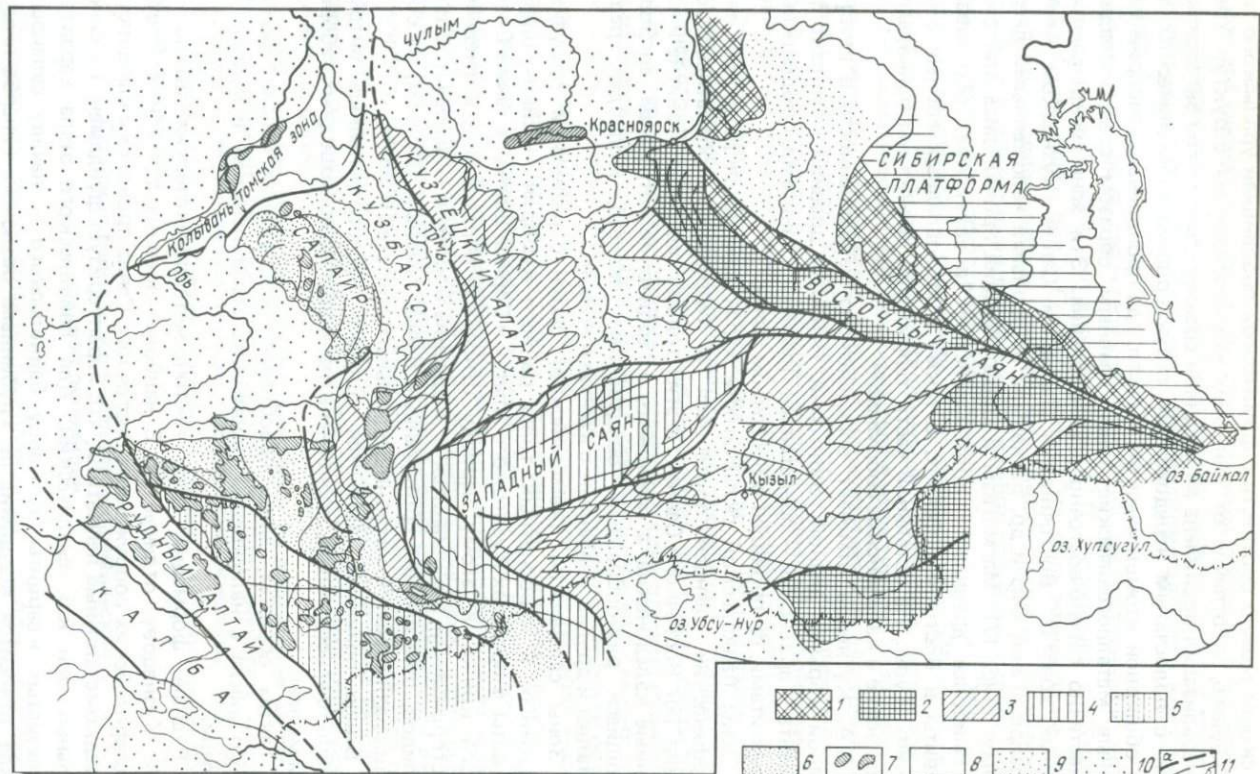 Чулым
Колывань-томская зона
Красноярск
СИБИРСКАЯ
ПЛАТФОРМА
КУЗНЕЦКИЙ АЛАТАУ
Томь
КУЗБАСС
САЛАИР
Обь
ВОСТОЧНЫЙ САЯН
ЗАПАДНЫЙ САЯН
Кызыл
оз. Байкал
оз. Хупсугул
оз. Убсу-Нур
РУДНЫЙ АЛТАЙ
КАЛБА
1 2 3 4 5
6 7 8 9 10 а 11